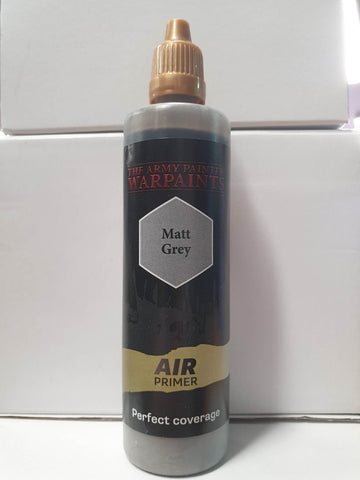 THE ARMY PAINTER
WARPAINTS
Matt
Grey
AIR
PRIMER
Perfect coverage